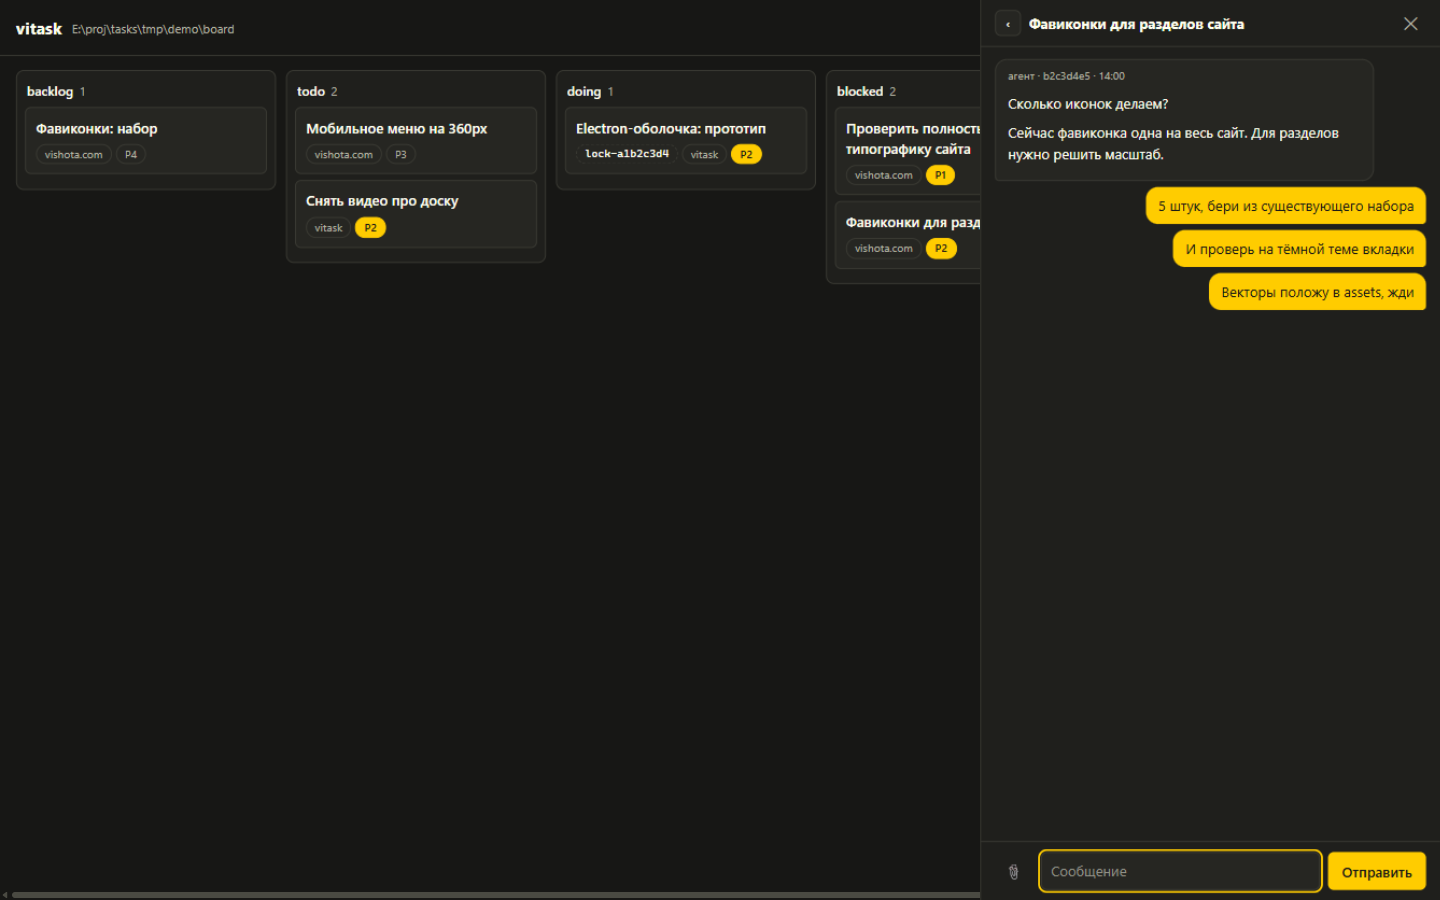 vitask E:\proj\tasks\tmp\demo\board
backlog 1
Фавиконки: набор
vishota.com P4
todo 2
Мобильное меню на 360px
vishota.com P3
Снять видео про доску
vitask P2
doing 1
Electron-оболочка: прототип
lock-a1b2c3d4 vitask P2
blocked 2
Проверить полность
типографику сайта
vishota.com P1
Фавиконки для разд
vishota.com P2
Фавиконки для разделов сайта
агент · b2c3d4e5 · 14:00
Сколько иконок делаем?
Сейчас фавиконка одна на весь сайт. Для разделов
нужно решить масштаб.
5 штук, бери из существующего набора
И проверь на тёмной теме вкладки
Векторы положу в assets, жди
Сообщение
Отправить